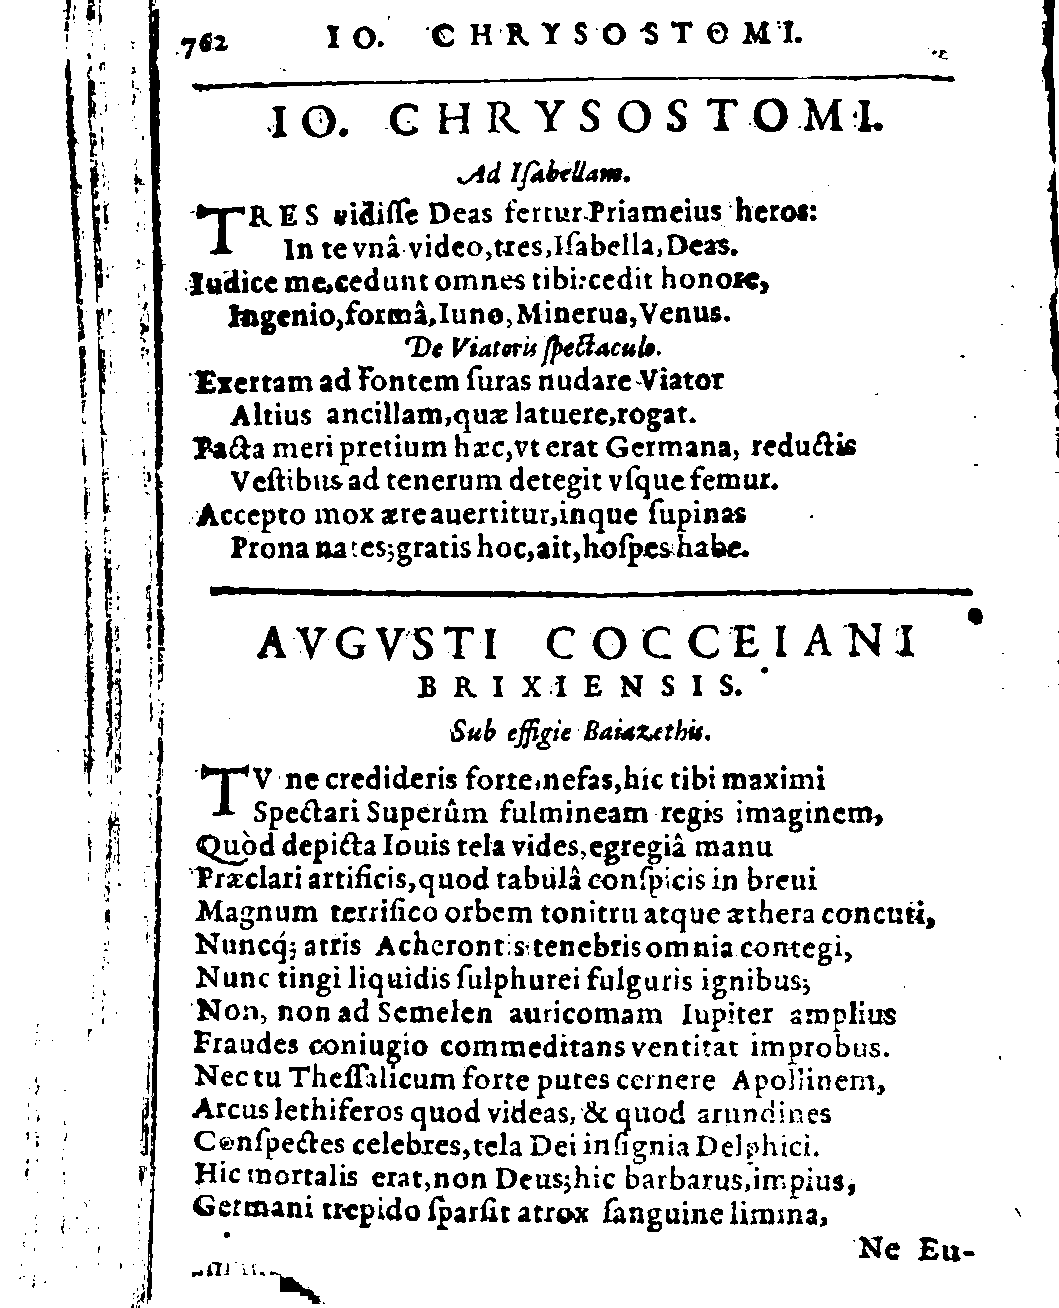 762 IO. CHRYSOSTOMI.
IO. CHRYSOSTOMI.
Ad Iſabellam.
TRES vidiſſe Deas fertur Priameius heros:
In te vnâ video, tres, Iſabella, Deas.
Iudice me, cedunt omnes tibi: cedit honore,
Ingenio, formâ, Iuno, Minerua, Venus.
De Viatoris ſpectaculo.
Exertam ad Fontem ſuras nudare Viator
Altius ancillam, quæ latuere, rogat.
Pacta meri pretium hæc, vt erat Germana, reductis
Veſtibus ad tenerum detegit vſque femur.
Accepto mox ære auertitur, inque ſupinas
Prona nates; gratis hoc, ait, hoſpes habe.
AVGVSTI COCCEIANI
BRIXIENSIS.
Sub effigie Baiazethis.
TV ne credideris forte, nefas, hic tibi maximi
Spectari Superûm fulmineam regis imaginem,
Quòd depicta Iouis tela vides, egregiâ manu
Præclari artificis, quod tabulâ conſpicis in breui
Magnum terrifico orbem tonitru atque æthera concuti,
Nuncq́; atris Acherontis tenebris omnia contegi,
Nunc tingi liquidis ſulphurei fulguris ignibus;
Non, non ad Semelen auricomam Iupiter amplius
Fraudes coniugio commeditans ventitat improbus.
Nec tu Theſſalicum forte putes cernere Apollinem,
Arcus lethiferos quod videas, & quod arundines
Conſpectes celebres, tela Dei inſignia Delphici.
Hic mortalis erat, non Deus; hic barbarus, impius,
Germani trepido ſparſit atrox ſanguine limina,
Ne Eu-